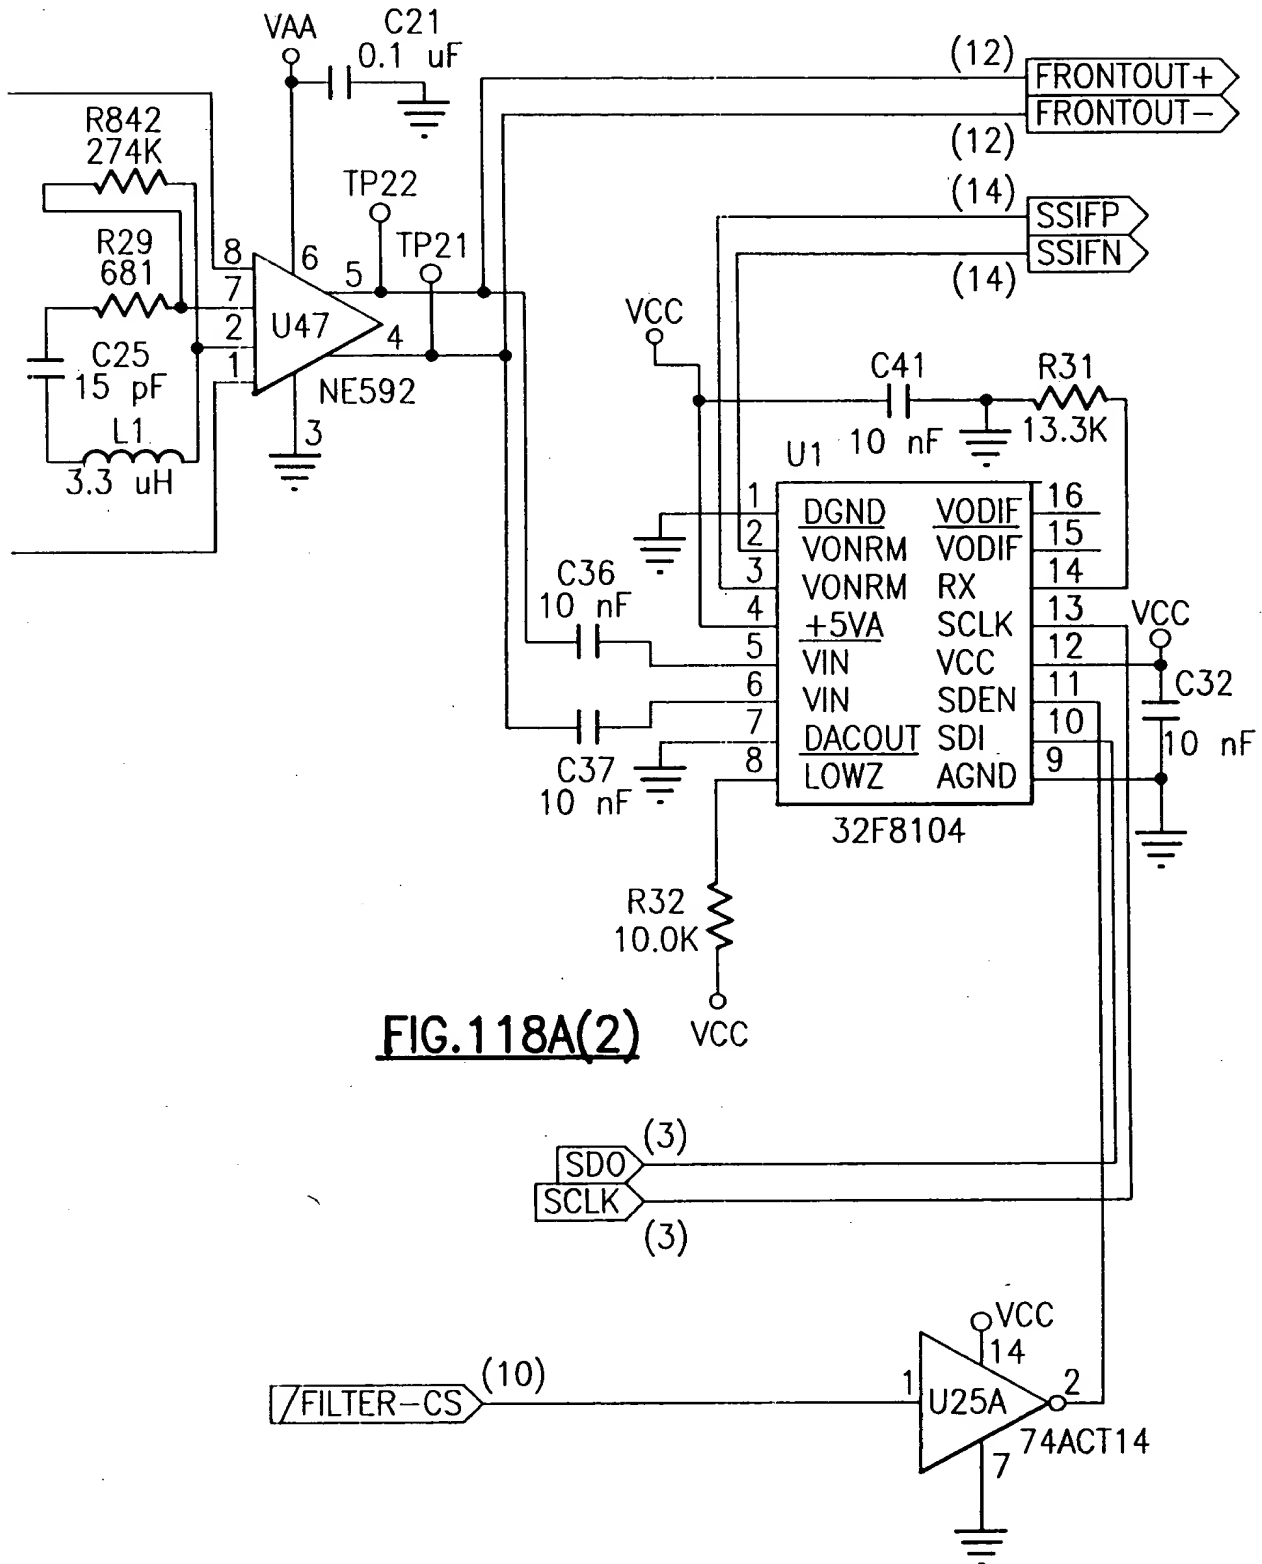 VAA
C21
0.1 uF
(12)
FRONTOUT+
FRONTOUT-
(12)
R842
274K
TP22
(14)
SSIFP
TP21
SSIFN
(14)
R29
681
8
6
7
5
2
U47
4
1
NE592
3
C25
15 pF
L1
3.3 uH
VCC
C41
10 nF
R31
13.3K
U1
1
DGND
VODIF
16
2
VONRM
VODIF
15
3
VONRM
RX
14
4
+5VA
SCLK
13
5
VIN
VCC
12
6
VIN
SDEN
11
7
DACOUT
SDI
10
8
LOWZ
AGND
9
32F8104
VCC
C32
10 nF
C36
10 nF
C37
10 nF
R32
10.0K
VCC
FIG.118A(2)
(3)
SDO
SCLK
(3)
VCC
14
/FILTER-CS
(10)
1
U25A
2
74ACT14
7